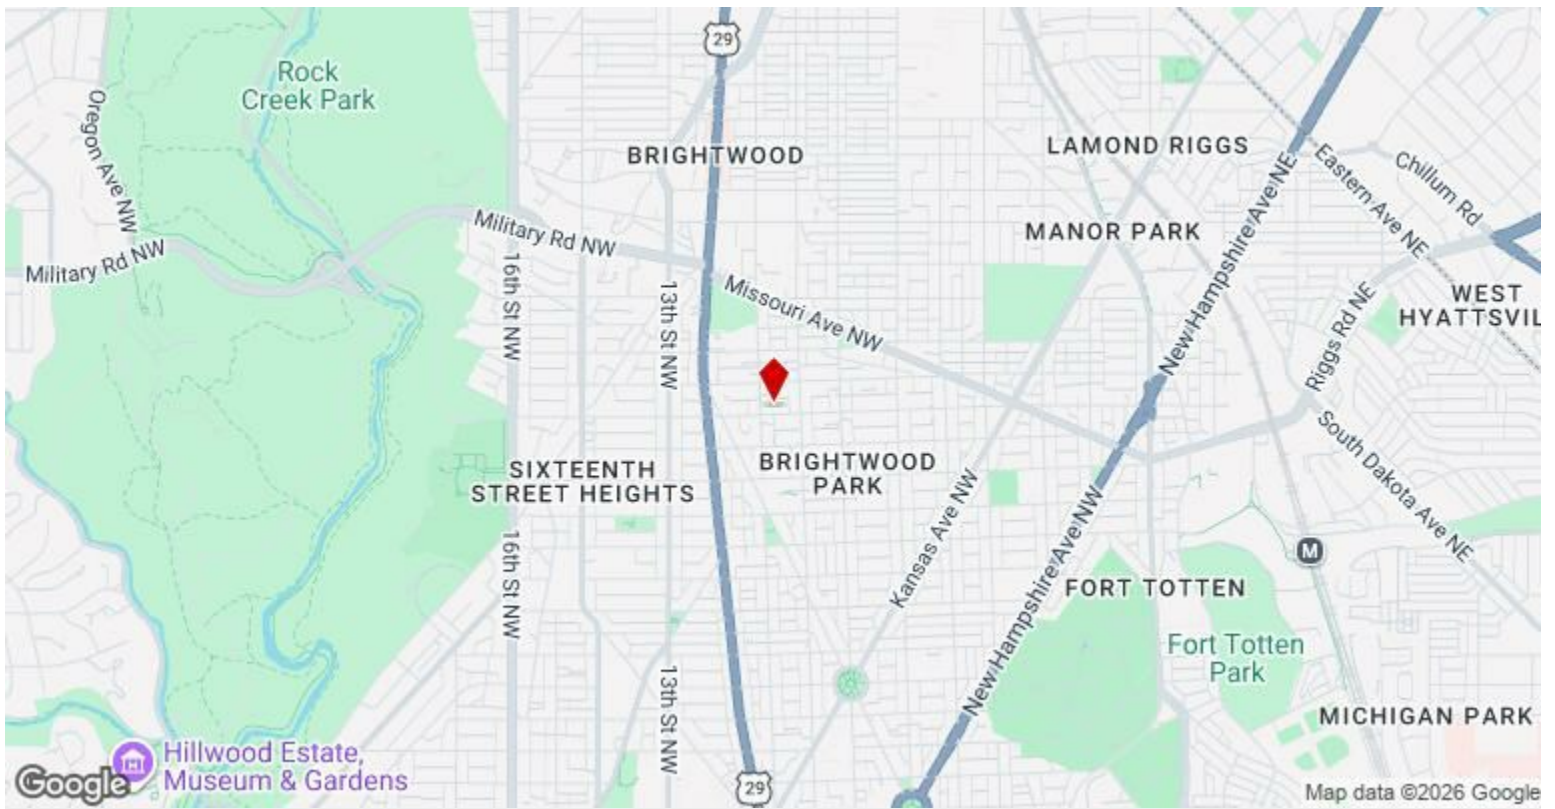 29
Rock
Creek Park
Oregon Ave NW
BRIGHTWOOD
LAMOND RIGGS
Eastern Ave NE
Chillum Rd
Military Rd NW
Military Rd NW
16th St NW
13th St NW
Missouri Ave NW
MANOR PARK
New Hampshire Ave NE
Riggs Rd NE
WEST
HYATTSVIL
SIXTEENTH
STREET HEIGHTS
BRIGHTWOOD
PARK
Kansas Ave NW
South Dakota Ave NE
16th St NW
New Hampshire Ave NW
M
FORT TOTTEN
Fort Totten
Park
13th St NW
MICHIGAN PARK
Hillwood Estate,
Museum & Gardens
29
Google
Map data ©2026 Google